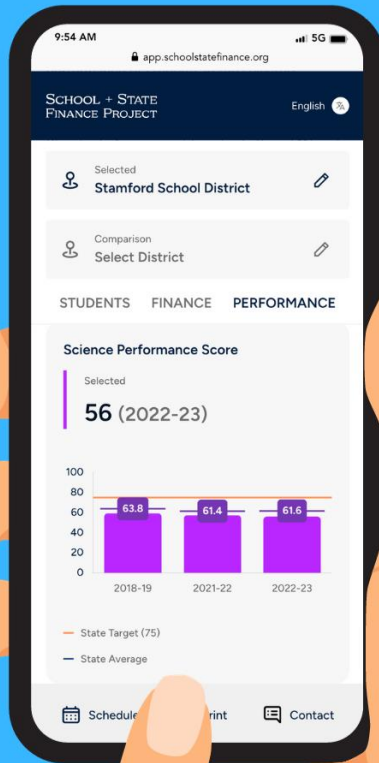 9:54 AM 5G
app.schoolstatefinance.org
SCHOOL + STATE
FINANCE PROJECT
English
Selected
Stamford School District
Comparison
Select District
STUDENTS FINANCE PERFORMANCE
Science Performance Score
Selected
56 (2022-23)
100
80
60
40
20
0
63.8 61.4 61.6
2018-19 2021-22 2022-23
State Target (75)
State Average
Schedule Contact